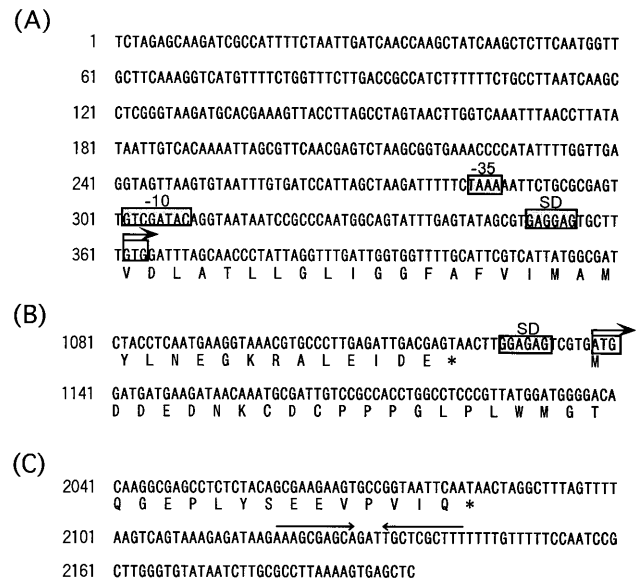 (A)
1 TCTAGAGCAAGATCGCCATTTTCTAATTGATCAACCAAGCTATCAAGCTCTTCAATGGTT
61 GCTTCAAAGGTCATGTTTTCTGGTTTCTTGACCGCCATCTTTTTTCTGCCTTAATCAAGC
121 CTCGGGTAAGATGCACGAAAGTTACCTTAGCCTAGTAACTTGGTCAAATTTAACCTTATA
181 TAATTGTCACAAAATTAGCGTTCAACGAGTCTAAGCGGTGAAACCCCATATTTTGGTTGA
-35
241 GGTAGTTAAGTGTAATTTGTGATCCATTAGCTAAGATTTTTCTAAAAATTCTGCGCGAGT
-10 SD
301 TGTCGATACAGGTAATAATCCGCCCAATGGCAGTATTTGAGTATAGCGTGAGGAGTGCTT
361 TGTGGATTTAGCAACCCTATTAGGTTTGATTGGTGGTTTTGCATTCGTCATTATGGCGAT
V D L A T L L G L I G G F A F V I M A M
(B)
SD
1081 CTACCTCAATGAAGGTAAACGTGCCCTTGAGATTGACGAGTAACTTGGAGAGTCGTGATG
Y L N E G K R A L E I D E * M
1141 GATGATGAAGATAACAAATGCGATTGTCCGCCACCTGGCCTCCCGTTATGGATGGGGACA
D D E D N K C D C P P P G L P L W M G T
(C)
2041 CAAGGCGAGCCTCTCTACAGCGAAGAAGTGCCGGTAATTCAATAACTAGGCTTTAGTTTT
Q G E P L Y S E E V P V I Q *
2101 AAGTCAGTAAAGAGATAAGAAAGCGAGCAGATTGCTCGCTTTTTTTGTTTTTCCAATCCG
2161 CTTGGGTGTATAATCTTGCGCCTTAAAAGTGAGCTC